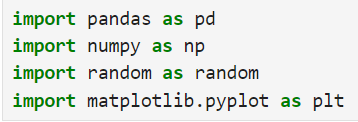 import pandas as pd
import numpy as np
import random as random
import matplotlib.pyplot as plt